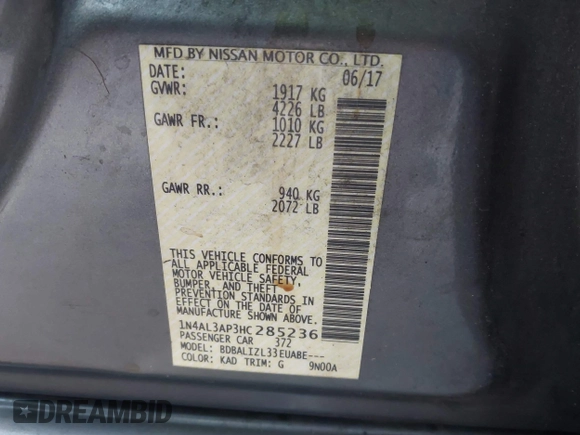 MFD BY NISSAN MOTOR CO., LTD.
DATE: 06/17
GVWR: 1917 KG
4226 LB
GAWR FR.: 1010 KG
2227 LB
GAWR RR.: 940 KG
2072 LB
THIS VEHICLE CONFORMS TO
ALL APPLICABLE FEDERAL
MOTOR VEHICLE SAFETY,
BUMPER, AND THEFT
PREVENTION STANDARDS IN
EFFECT ON THE DATE OF
MANUFACTURE SHOWN ABOVE.
1N4AL3AP3HC285236
PASSENGER CAR 372
MODEL: BDBALIZL33EUABE---
COLOR: KAD TRIM: G 9N00A
DREAMBID